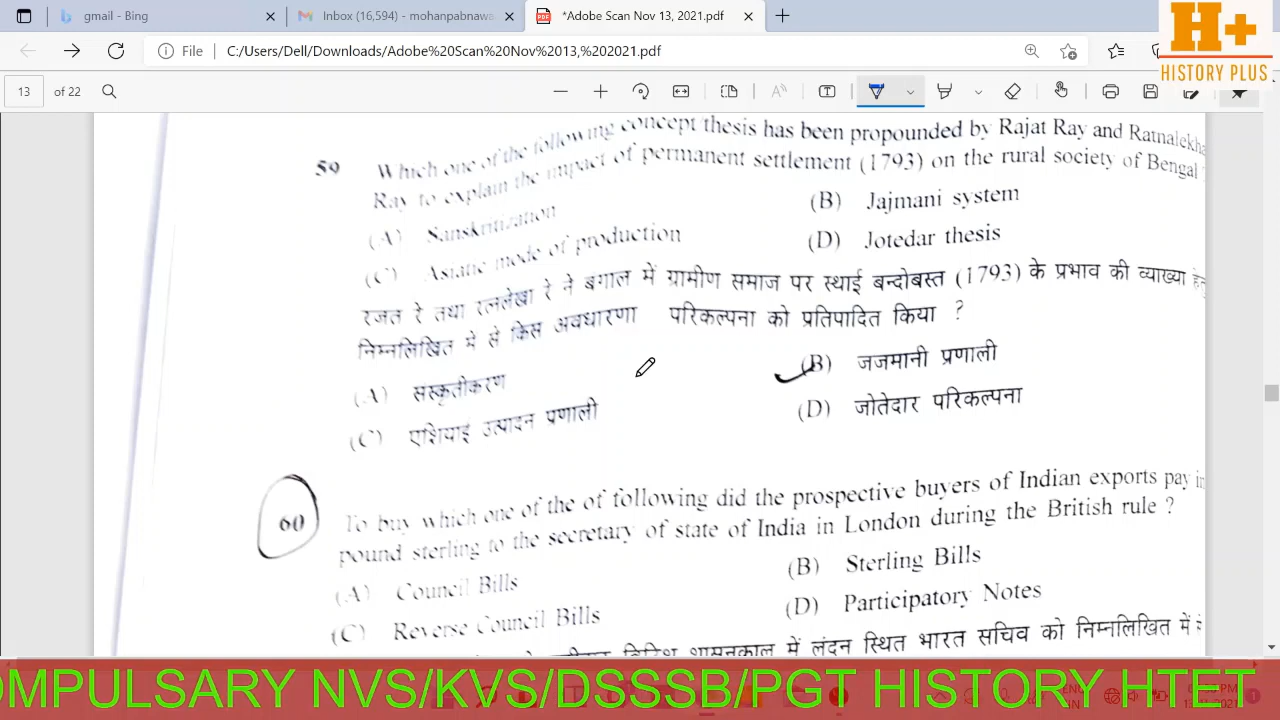 gmail - Bing
Inbox (16,594) - mohanpabnawa
*Adobe Scan Nov 13, 2021.pdf
File
C:/Users/Dell/Downloads/Adobe%20Scan%20Nov%2013,%202021.pdf
H+
HISTORY PLUS
13 of 22
59 Which one of the following concept thesis has been propounded by Rajat Ray and Ratnalekha
Ray to explain the impact of permanent settlement (1793) on the rural society of Bengal
(A) Sanskritization
(B) Jajmani system
(C) Asiatic mode of production
(D) Jotedar thesis
रजत रे तथा रत्नलेखा रे ने बगाल में ग्रामीण समाज पर स्थाई बन्दोबस्त (1793) के प्रभाव की व्याख्या हेतु
निम्नलिखित में से किस अवधारणा परिकल्पना को प्रतिपादित किया ?
(A) संस्कृतीकरण
(B) जजमानी प्रणाली
(C) एशियाई उत्पादन प्रणाली
(D) जोतेदार परिकल्पना
60 To buy which one of the of following did the prospective buyers of Indian exports pay in
pound sterling to the secretary of state of India in London during the British rule ?
(A) Council Bills
(B) Sterling Bills
(C) Reverse Council Bills
(D) Participatory Notes
ब्रिटिश शासनकाल में लंदन स्थित भारत सचिव को निम्नलिखित में से
OMPULSARY NVS/KVS/DSSSB/PGT HISTORY HTET